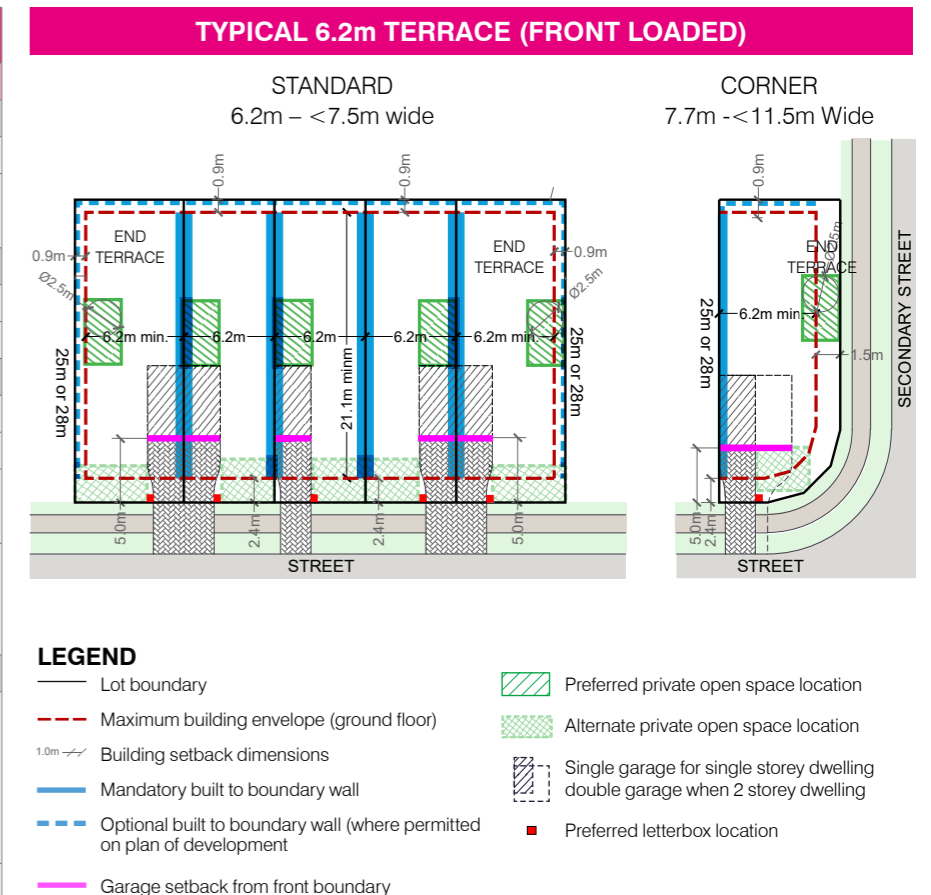 TYPICAL 6.2m TERRACE (FRONT LOADED)
STANDARD
6.2m – <7.5m wide
CORNER
7.7m -<11.5m Wide
0.9m
0.9m
0.9m
END
TERRACE
END
TERRACE
END
TERRACE
0.9m
0.9m
Ø2.5m
Ø2.5m
6.2m min.
6.2m
6.2m
6.2m
6.2m min.
6.2m min.
25m or 28m
21.1m minm
25m or 28m
25m or 28m
1.5m
SECONDARY STREET
5.0m
2.4m
2.4m
5.0m
5.0m
2.4m
STREET
STREET
LEGEND
Lot boundary
Maximum building envelope (ground floor)
1.0m
Building setback dimensions
Mandatory built to boundary wall
Optional built to boundary wall (where permitted
on plan of development
Garage setback from front boundary
Preferred private open space location
Alternate private open space location
Single garage for single storey dwelling
double garage when 2 storey dwelling
Preferred letterbox location